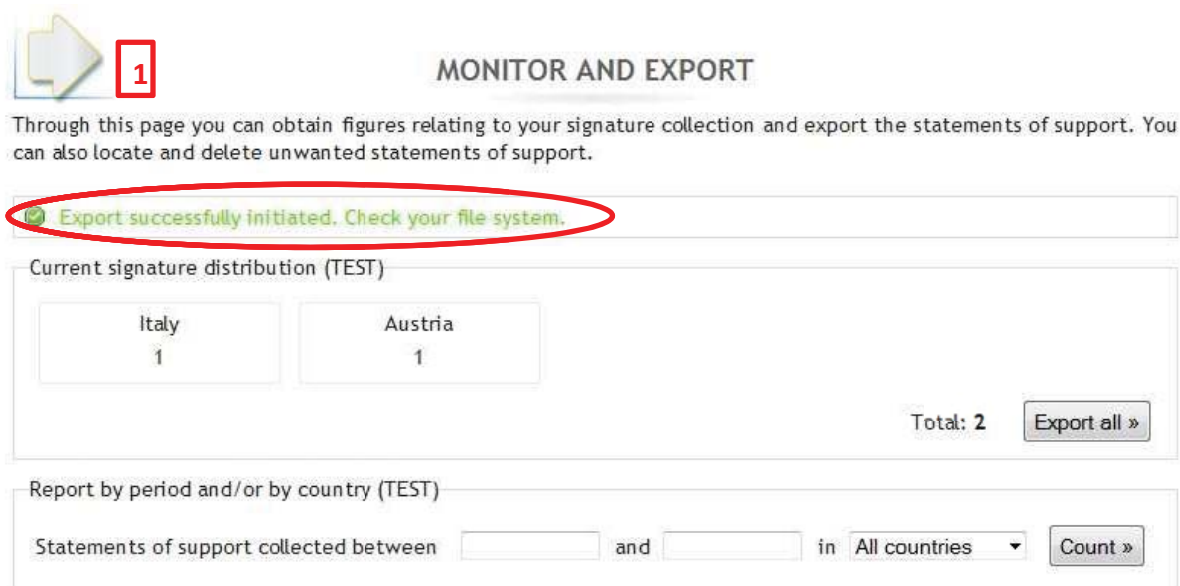 1
MONITOR AND EXPORT
Through this page you can obtain figures relating to your signature collection and export the statements of support. You
can also locate and delete unwanted statements of support.
Export successfully initiated. Check your file system.
Current signature distribution (TEST)
Italy Austria
1 1
Total: 2 Export all »
Report by period and/or by country (TEST)
Statements of support collected between and in All countries Count »